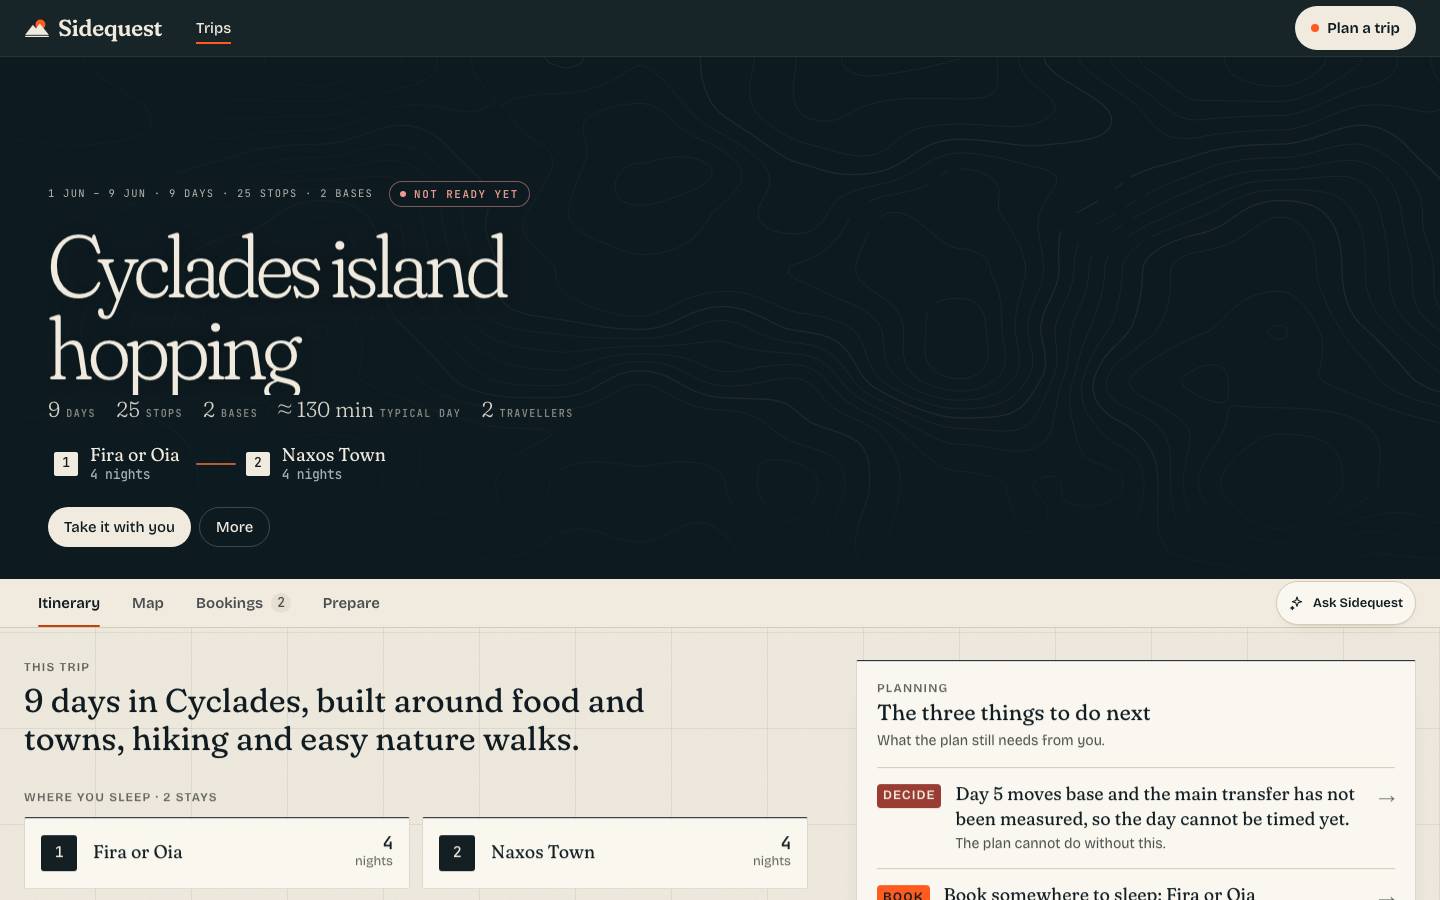 Sidequest
Trips
Plan a trip
1 JUN – 9 JUN · 9 DAYS · 25 STOPS · 2 BASES
NOT READY YET
Cyclades island
hopping
9 DAYS 25 STOPS 2 BASES ≈ 130 min TYPICAL DAY 2 TRAVELLERS
1 Fira or Oia
4 nights
2 Naxos Town
4 nights
Take it with you
More
Itinerary
Map
Bookings 2
Prepare
Ask Sidequest
THIS TRIP
9 days in Cyclades, built around food and
towns, hiking and easy nature walks.
WHERE YOU SLEEP · 2 STAYS
1 Fira or Oia 4
nights
2 Naxos Town 4
nights
PLANNING
The three things to do next
What the plan still needs from you.
DECIDE Day 5 moves base and the main transfer has not →
been measured, so the day cannot be timed yet.
The plan cannot do without this.
BOOK Book somewhere to sleep: Fira or Oia →